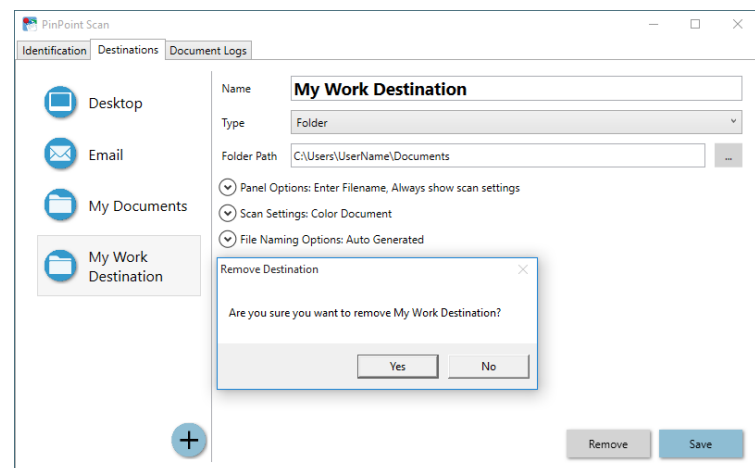 PinPoint Scan
Identification Destinations Document Logs
Desktop
Email
My Documents
My Work
Destination
Name My Work Destination
Type Folder
Folder Path C:\Users\UserName\Documents ...
Panel Options: Enter Filename, Always show scan settings
Scan Settings: Color Document
File Naming Options: Auto Generated
Remove Destination
Are you sure you want to remove My Work Destination?
Yes No
Remove Save